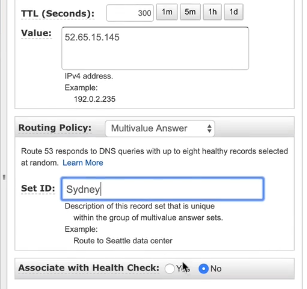 TTL (Seconds): 300 1m 5m 1h 1d
Value: 52.65.15.145
IPv4 address.
Example:
192.0.2.235
Routing Policy: Multivalue Answer
Route 53 responds to DNS queries with up to eight healthy records selected
at random. Learn More
Set ID: Sydney
Description of this record set that is unique
within the group of multivalue answer sets.
Example:
Route to Seattle data center
Associate with Health Check: Yes No